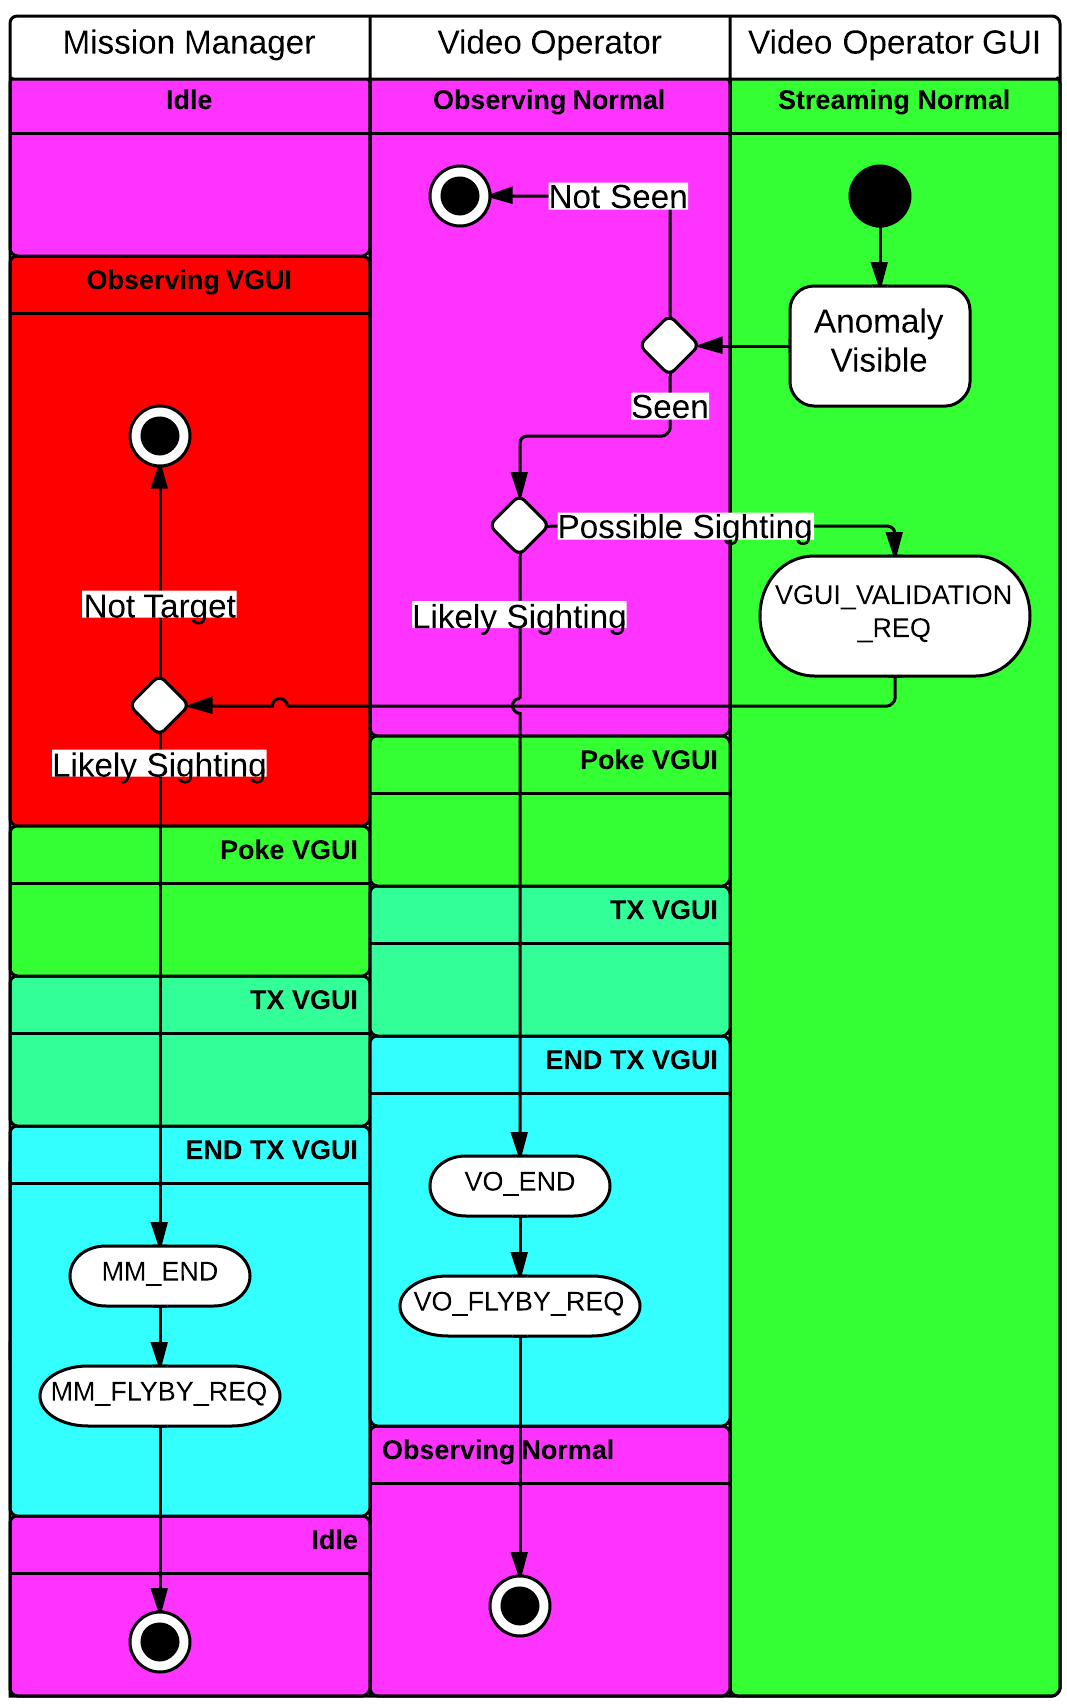 Mission Manager
Video Operator
Video Operator GUI
Idle
Observing Normal
Streaming Normal
Not Seen
Observing VGUI
Anomaly
Visible
Seen
Possible Sighting
VGUI_VALIDATION
_REQ
Not Target
Likely Sighting
Likely Sighting
Poke VGUI
Poke VGUI
TX VGUI
TX VGUI
END TX VGUI
END TX VGUI
VO_END
MM_END
VO_FLYBY_REQ
MM_FLYBY_REQ
Observing Normal
Idle